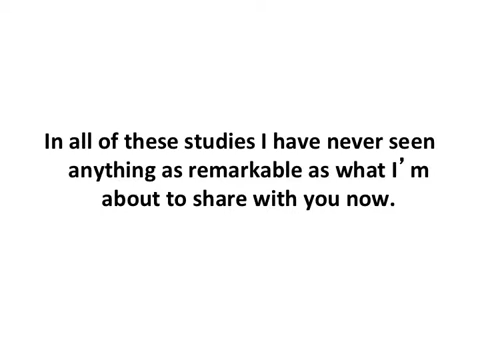 In all of these studies I have never seen
anything as remarkable as what I’m
about to share with you now.